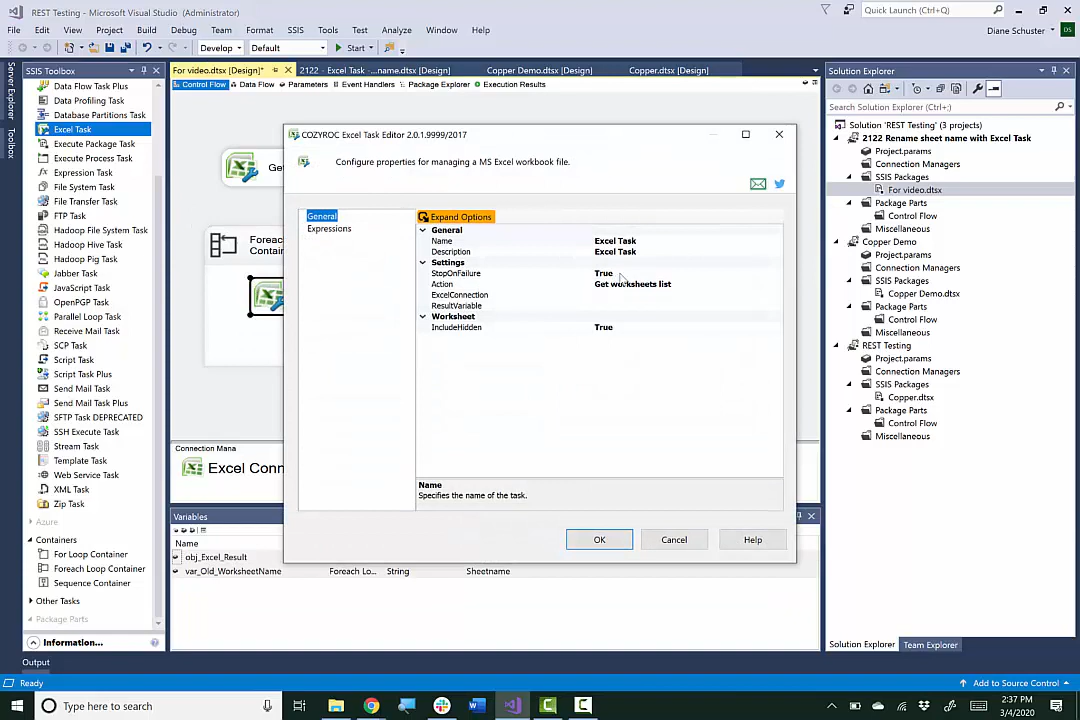 REST Testing - Microsoft Visual Studio (Administrator)
Quick Launch (Ctrl+Q)
File Edit View Project Build Debug Team Format SSIS Tools Test Analyze Window Help
Diane Schuster
DS
Develop
Default
Start
Server Explorer
Toolbox
SSIS Toolbox
Data Flow Task Plus
Data Profiling Task
Database Partitions Task
Excel Task
Execute Package Task
Execute Process Task
Expression Task
File System Task
File Transfer Task
FTP Task
Hadoop File System Task
Hadoop Hive Task
Hadoop Pig Task
Jabber Task
JavaScript Task
OpenPGP Task
Parallel Loop Task
Receive Mail Task
SCP Task
Script Task
Script Task Plus
Send Mail Task
Send Mail Task Plus
SFTP Task DEPRECATED
SSH Execute Task
Stream Task
Template Task
Web Service Task
XML Task
Zip Task
Azure
Containers
For Loop Container
Foreach Loop Container
Sequence Container
Other Tasks
Package Parts
Information...
Output
For video.dtsx [Design]*
2122 - Excel Task -...name.dtsx [Design]
Copper Demo.dtsx [Design]
Copper.dtsx [Design]
Control Flow
Data Flow
Parameters
Event Handlers
Package Explorer
Execution Results
Get
Foreac
Contain
COZYROC Excel Task Editor 2.0.1.9999/2017
Configure properties for managing a MS Excel workbook file.
General
Expressions
Expand Options
General
Name Excel Task
Description Excel Task
Settings
StopOnFailure True
Action Get worksheets list
ExcelConnection
ResultVariable
Worksheet
IncludeHidden True
Name
Specifies the name of the task.
OK
Cancel
Help
Connection Mana
Excel Conn
Variables
Name
obj_Excel_Result
var_Old_WorksheetName Foreach Lo... String Sheetname
Solution Explorer
Search Solution Explorer (Ctrl+;)
Solution 'REST Testing' (3 projects)
2122 Rename sheet name with Excel Task
Project.params
Connection Managers
SSIS Packages
For video.dtsx
Package Parts
Control Flow
Miscellaneous
Copper Demo
Project.params
Connection Managers
SSIS Packages
Copper Demo.dtsx
Package Parts
Control Flow
Miscellaneous
REST Testing
Project.params
Connection Managers
SSIS Packages
Copper.dtsx
Package Parts
Control Flow
Miscellaneous
Solution Explorer
Team Explorer
Ready
Add to Source Control
Type here to search
2:37 PM
3/4/2020